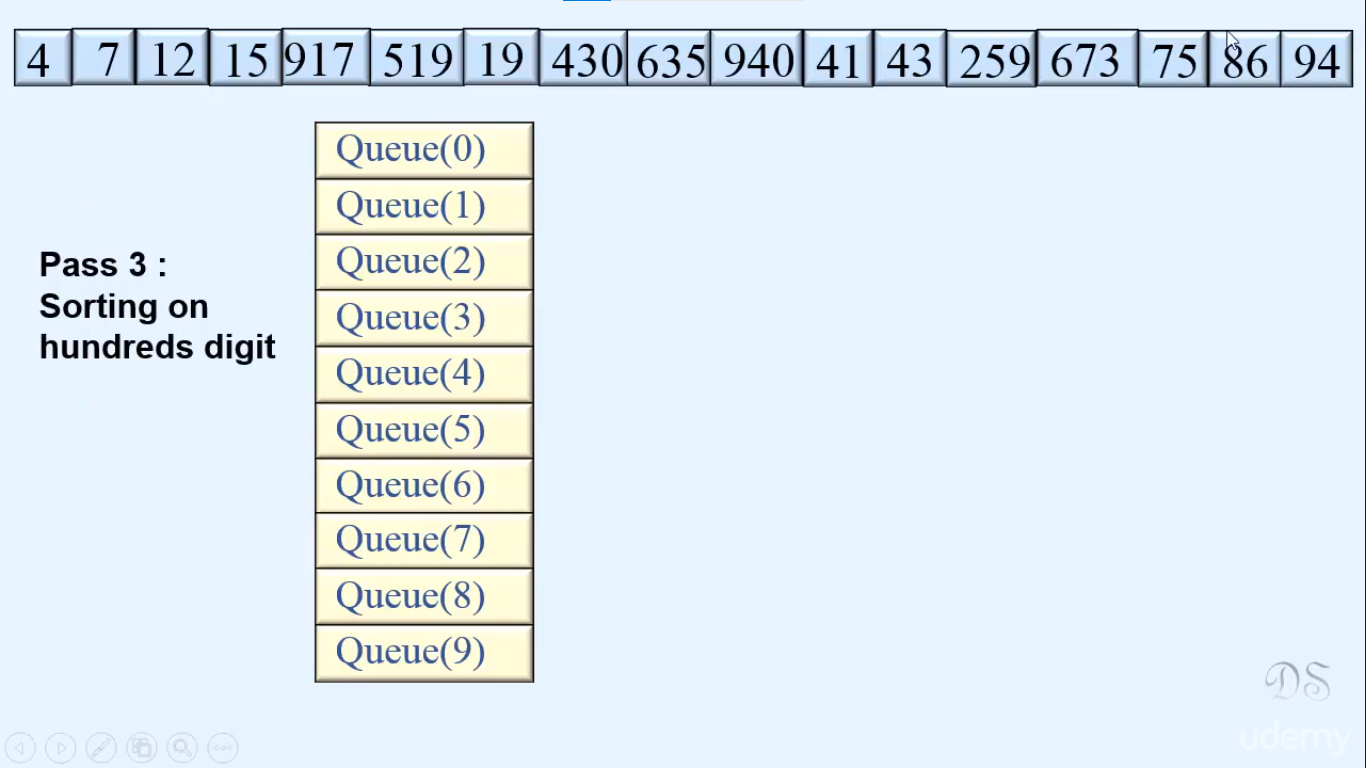 4 7 12 15 917 519 19 430 635 940 41 43 259 673 75 86 94
Queue(0)
Queue(1)
Queue(2)
Pass 3 :
Sorting on
hundreds digit
Queue(3)
Queue(4)
Queue(5)
Queue(6)
Queue(7)
Queue(8)
Queue(9)
DS
udemy